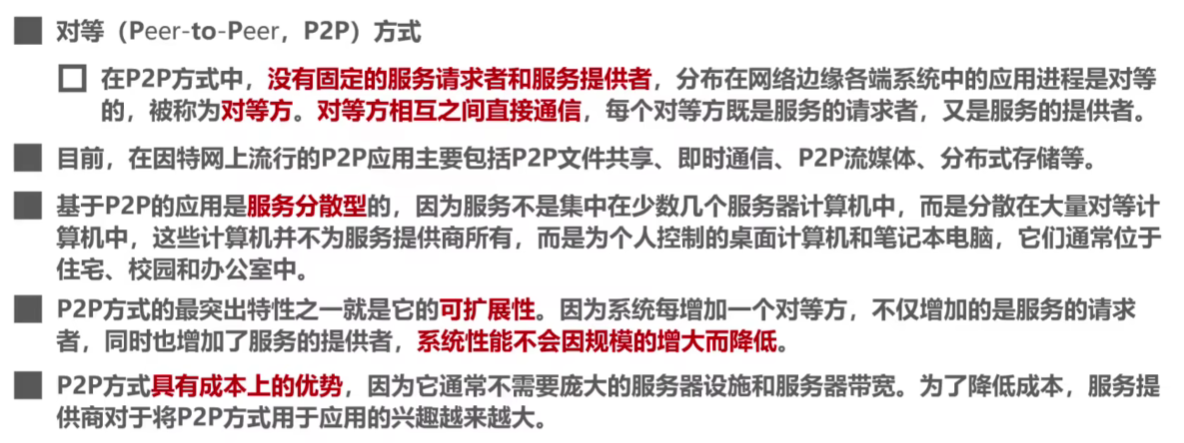 对等（Peer-to-Peer，P2P）方式
在P2P方式中，没有固定的服务请求者和服务提供者，分布在网络边缘各端系统中的应用进程是对等
的，被称为对等方。对等方相互之间直接通信，每个对等方既是服务的请求者，又是服务的提供者。
目前，在因特网上流行的P2P应用主要包括P2P文件共享、即时通信、P2P流媒体、分布式存储等。
基于P2P的应用是服务分散型的，因为服务不是集中在少数几个服务器计算机中，而是分散在大量对等计
算机中，这些计算机并不为服务提供商所有，而是为个人控制的桌面计算机和笔记本电脑，它们通常位于
住宅、校园和办公室中。
P2P方式的最突出特性之一就是它的可扩展性。因为系统每增加一个对等方，不仅增加的是服务的请求
者，同时也增加了服务的提供者，系统性能不会因规模的增大而降低。
P2P方式具有成本上的优势，因为它通常不需要庞大的服务器设施和服务器带宽。为了降低成本，服务提
供商对于将P2P方式用于应用的兴趣越来越大。